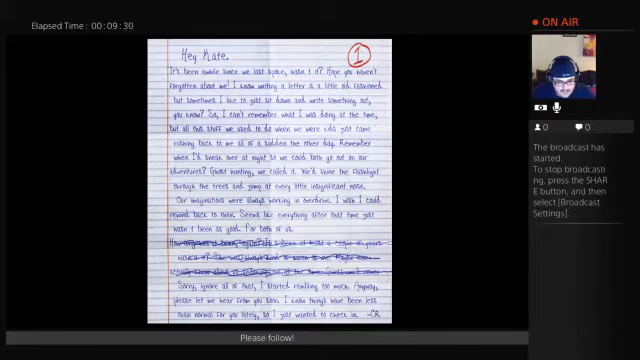 Elapsed Time : 00:09:30
ON AIR
Hey Kate.
1
It's been awhile since we last spoke, hasn't it? Hope you haven't
forgotten about me! I know writing a letter is a little old fashioned
but sometimes I like to just sit down and write something out,
you know? So, I can't remember what I was doing at the time,
but all this stuff we used to do when we were kids just came
rushing back to me all of a sudden the other day. Remember
when I'd sneak over at night so we could both go out on our
adventures? Ghost hunting, we called it. We'd shine the flashlight
through the trees and jump at every little insignificant noise.
Our imaginations were always working in overdrive. I wish I could
rewind back to then. Seems like everything after that time just
wasn't been as good. For both of us.
Sorry, ignore all of that, I started rambling too much. Anyway,
please let me hear from you soon. I know things have been less
than normal for you lately, so I just wanted to check in. -CR
0
0
The broadcast has
started.
To stop broadcasti
ng, press the SHAR
E button, and then
select [Broadcast
Settings].
Please follow!